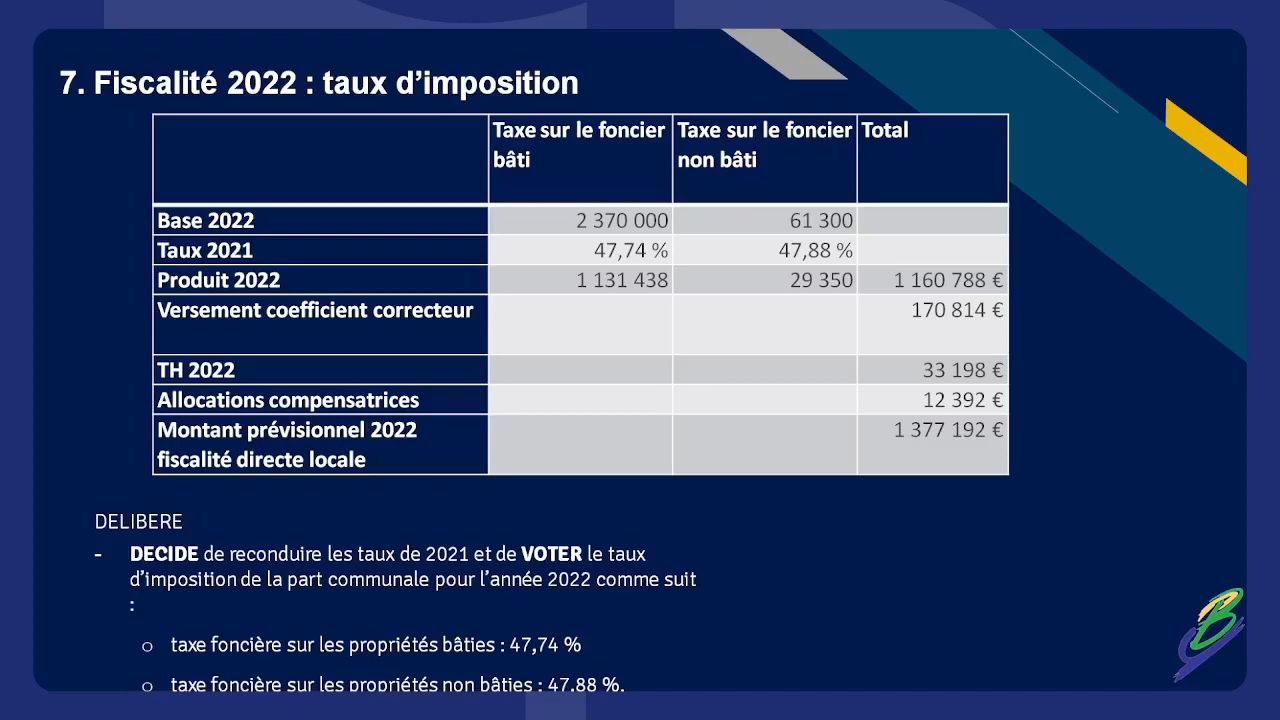 7. Fiscalité 2022 : taux d’imposition
Taxe sur le foncier bâti
Taxe sur le foncier non bâti
Total
Base 2022 2 370 000 61 300
Taux 2021 47,74 % 47,88 %
Produit 2022 1 131 438 29 350 1 160 788 €
Versement coefficient correcteur 170 814 €
TH 2022 33 198 €
Allocations compensatrices 12 392 €
Montant prévisionnel 2022 1 377 192 €
fiscalité directe locale
DELIBERE
- DECIDE de reconduire les taux de 2021 et de VOTER le taux
d’imposition de la part communale pour l’année 2022 comme suit
:
o taxe foncière sur les propriétés bâties : 47,74 %
o taxe foncière sur les propriétés non bâties : 47,88 %.
B